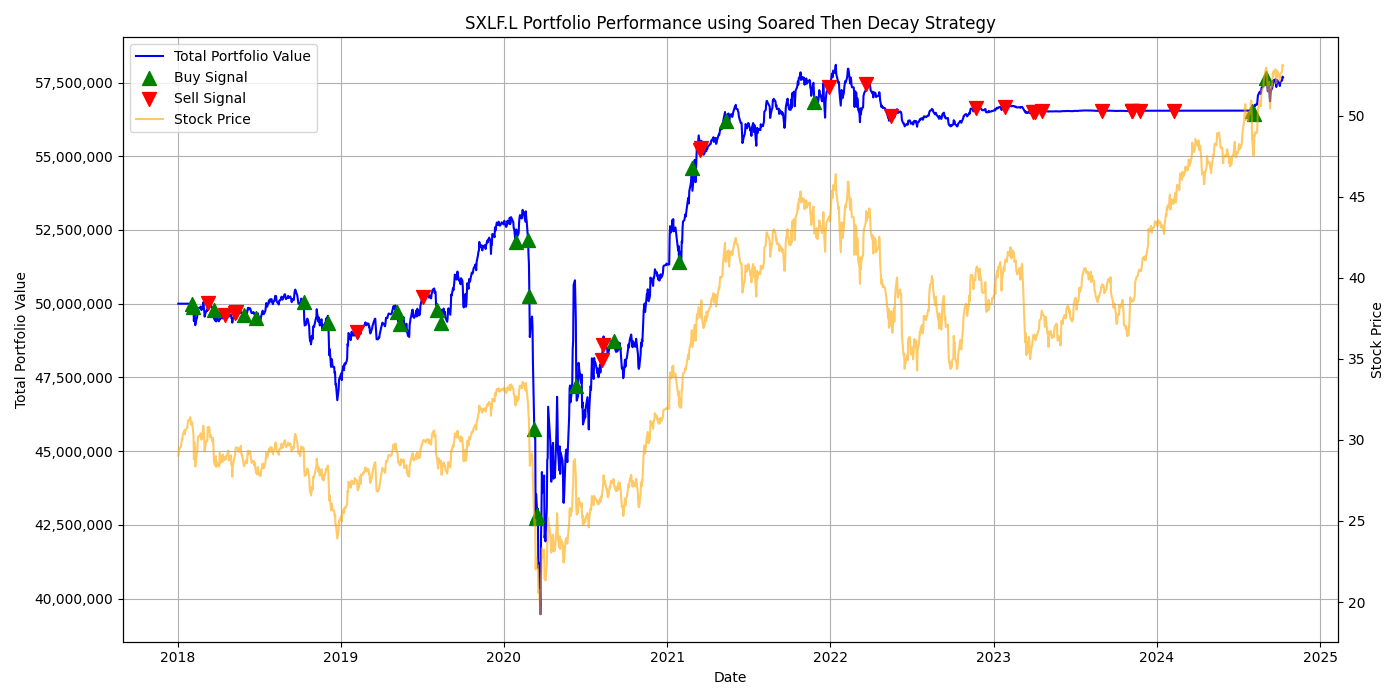 SXLF.L Portfolio Performance using Soared Then Decay Strategy
Total Portfolio Value
Buy Signal
Sell Signal
Stock Price
57,500,000
55,000,000
52,500,000
50,000,000
47,500,000
45,000,000
42,500,000
40,000,000
Total Portfolio Value
50
45
40
35
30
25
20
Stock Price
2018 2019 2020 2021 2022 2023 2024 2025
Date